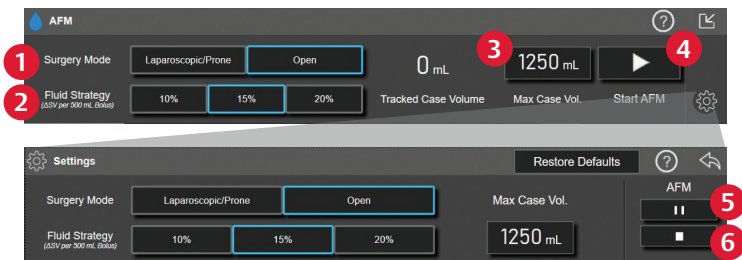 AFM
?
1
Surgery Mode
Laparoscopic/Prone
Open
0 mL
3
1250 mL
4
2
Fluid Strategy
(ΔSV per 500 mL Bolus)
10%
15%
20%
Tracked Case Volume
Max Case Vol.
Start AFM
Settings
Restore Defaults
?
Surgery Mode
Laparoscopic/Prone
Open
Max Case Vol.
AFM
5
Fluid Strategy
(ΔSV per 500 mL Bolus)
10%
15%
20%
1250 mL
6